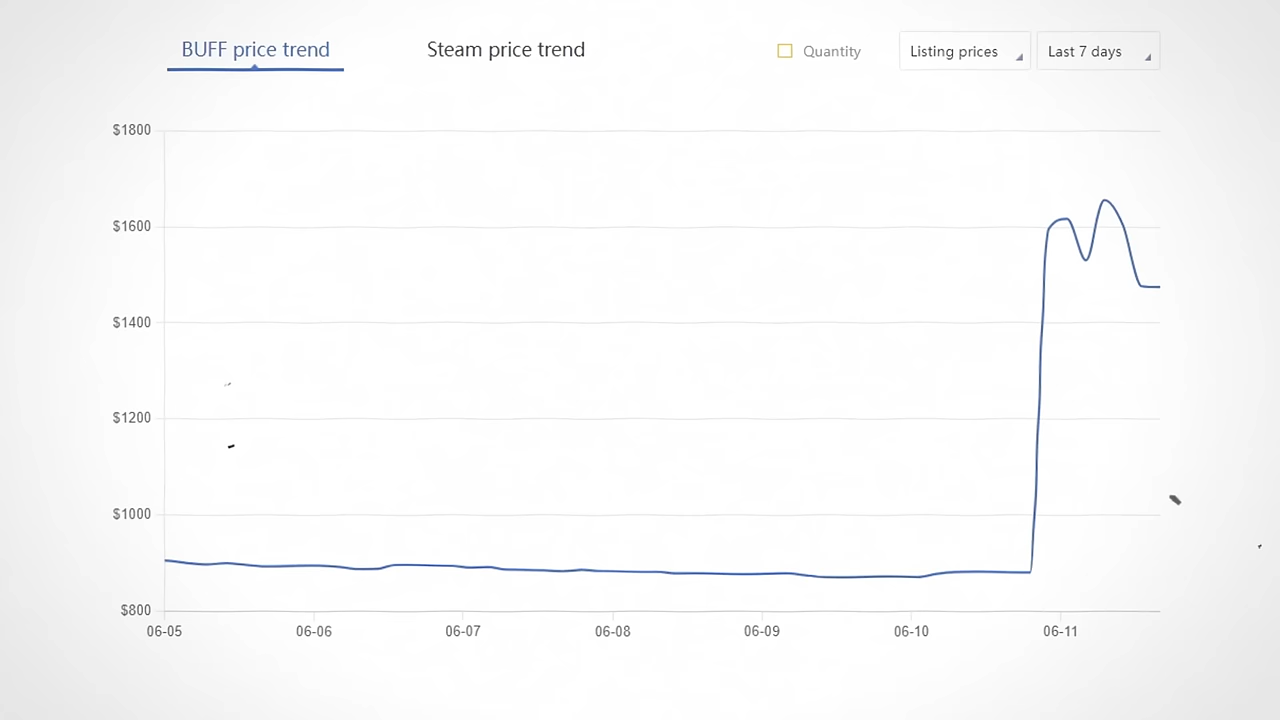 BUFF price trend
Steam price trend
Quantity
Listing prices
Last 7 days
$1800
$1600
$1400
$1200
$1000
$800
06-05
06-06
06-07
06-08
06-09
06-10
06-11